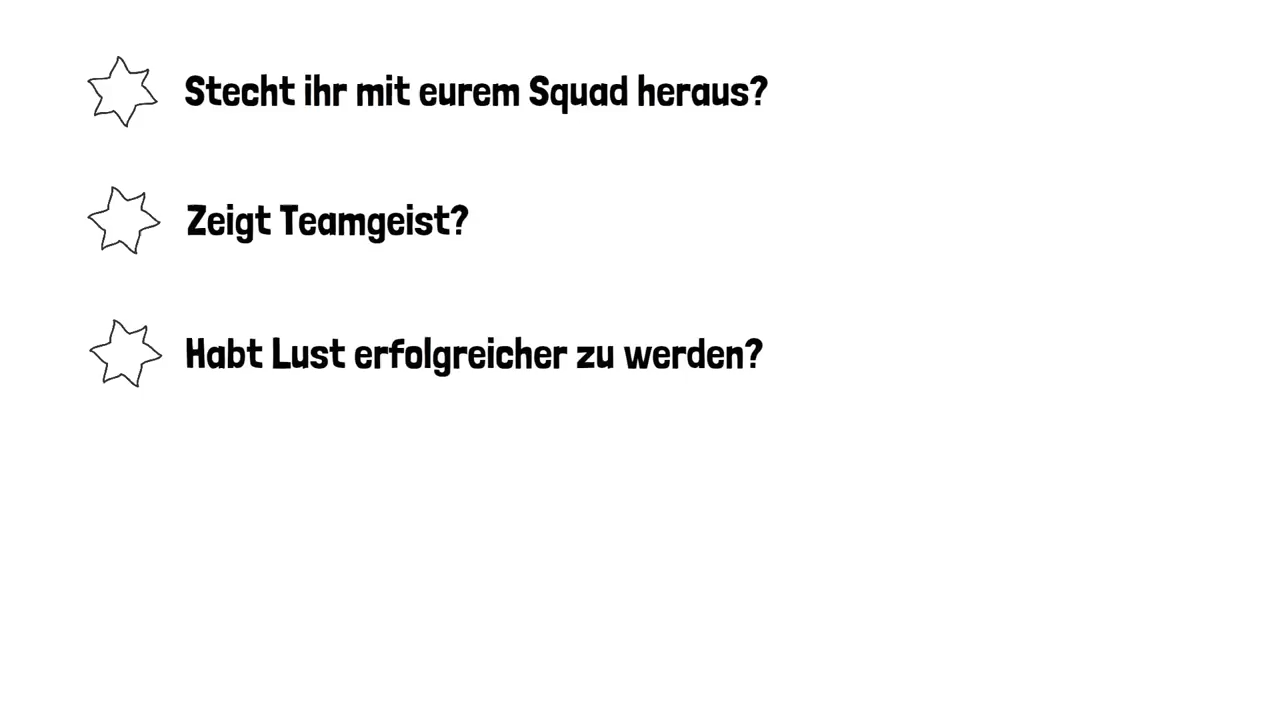 Stecht ihr mit eurem Squad heraus?
Zeigt Teamgeist?
Habt Lust erfolgreicher zu werden?